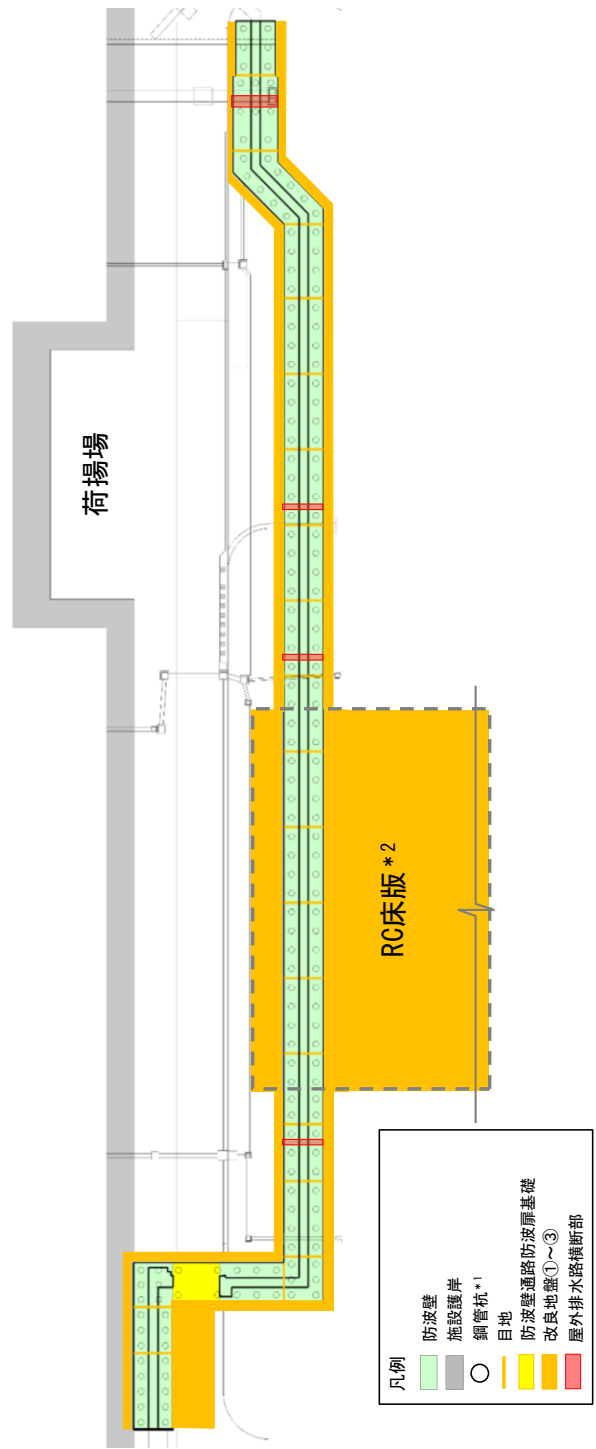 荷揚場
RC床版*2
凡例
防波壁
施設護岸
鋼管杭*1
目地
防波壁通路防波扉基礎
改良地盤①～③
屋外排水路横断部